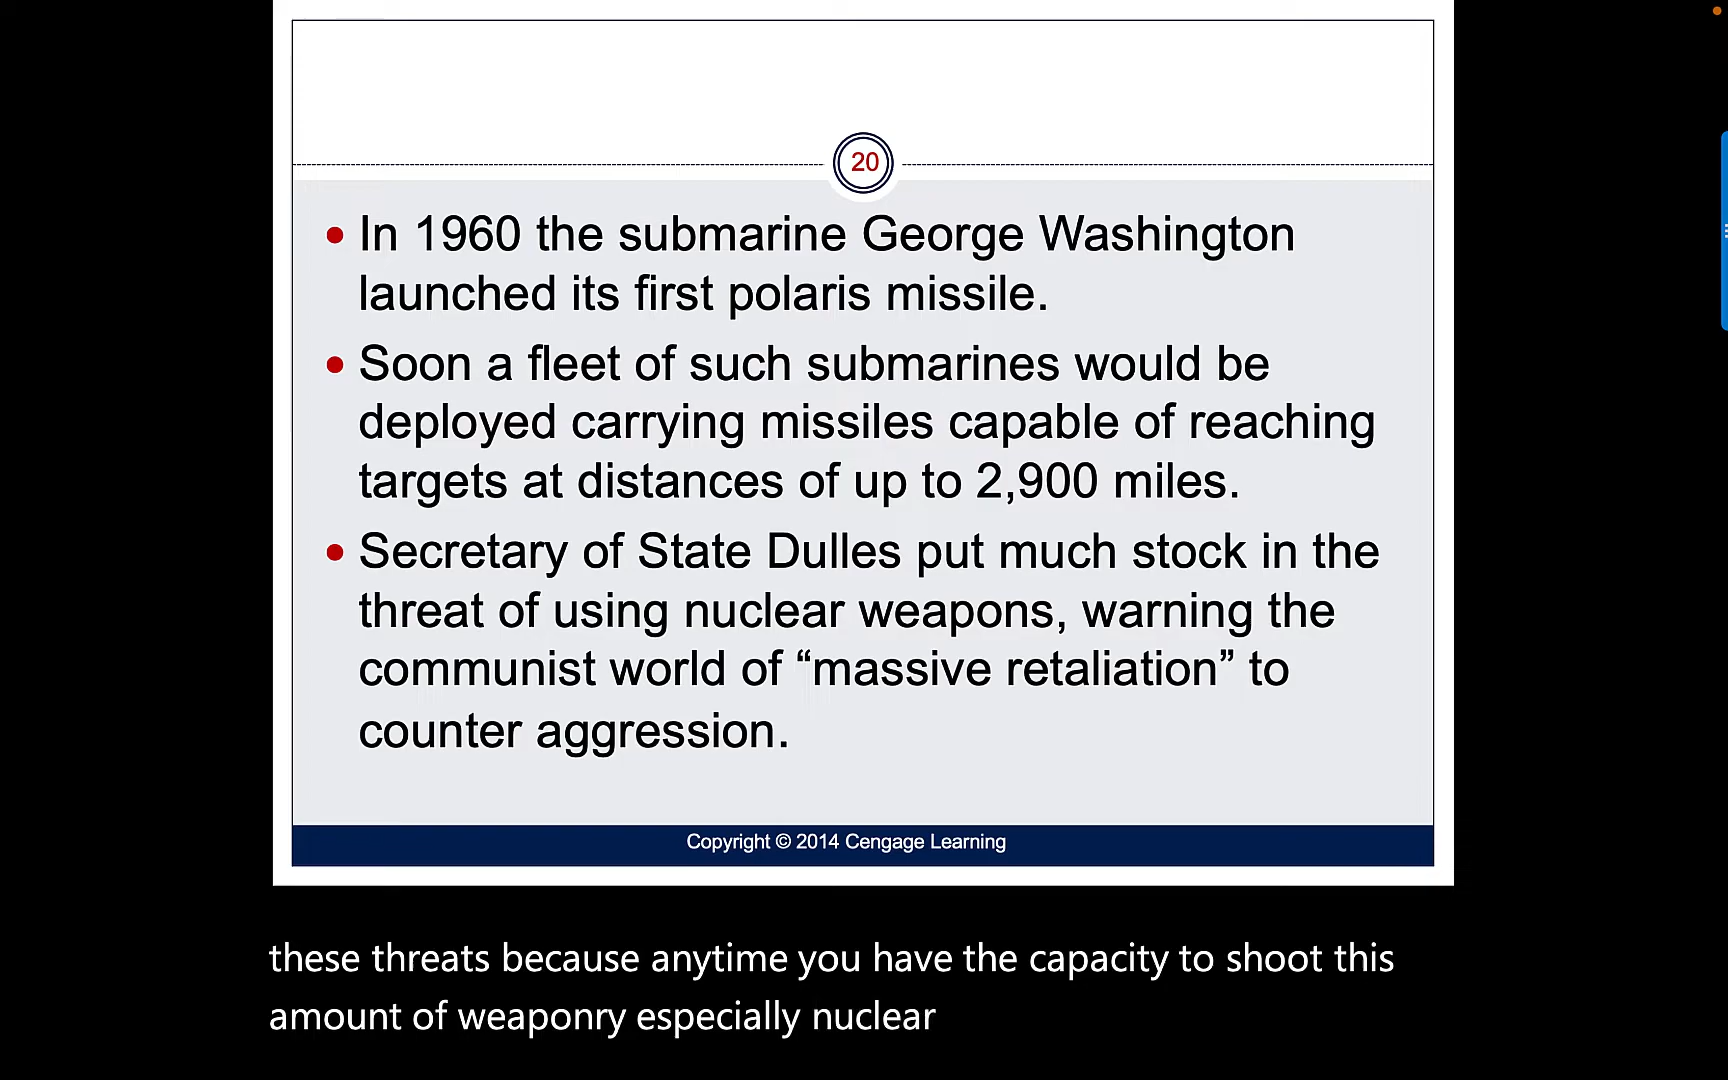 20
• In 1960 the submarine George Washington
launched its first polaris missile.
• Soon a fleet of such submarines would be
deployed carrying missiles capable of reaching
targets at distances of up to 2,900 miles.
• Secretary of State Dulles put much stock in the
threat of using nuclear weapons, warning the
communist world of “massive retaliation” to
counter aggression.
Copyright © 2014 Cengage Learning
these threats because anytime you have the capacity to shoot this
amount of weaponry especially nuclear